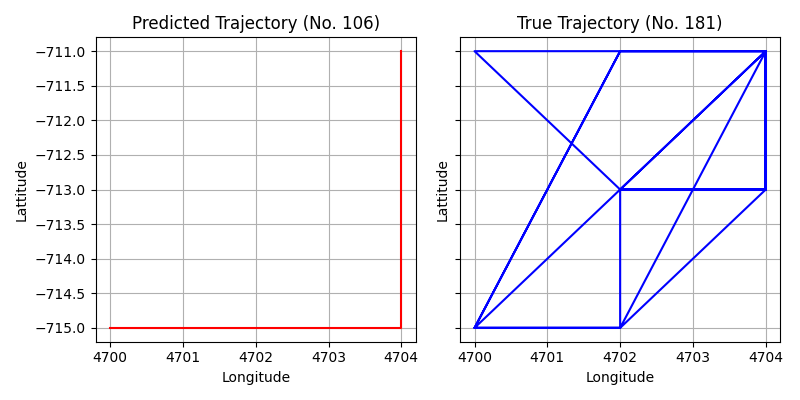 Predicted Trajectory (No. 106)
−711.0
−711.5
−712.0
−712.5
−713.0
−713.5
−714.0
−714.5
−715.0
Lattitude
4700 4701 4702 4703 4704
Longitude
True Trajectory (No. 181)
Lattitude
4700 4701 4702 4703 4704
Longitude